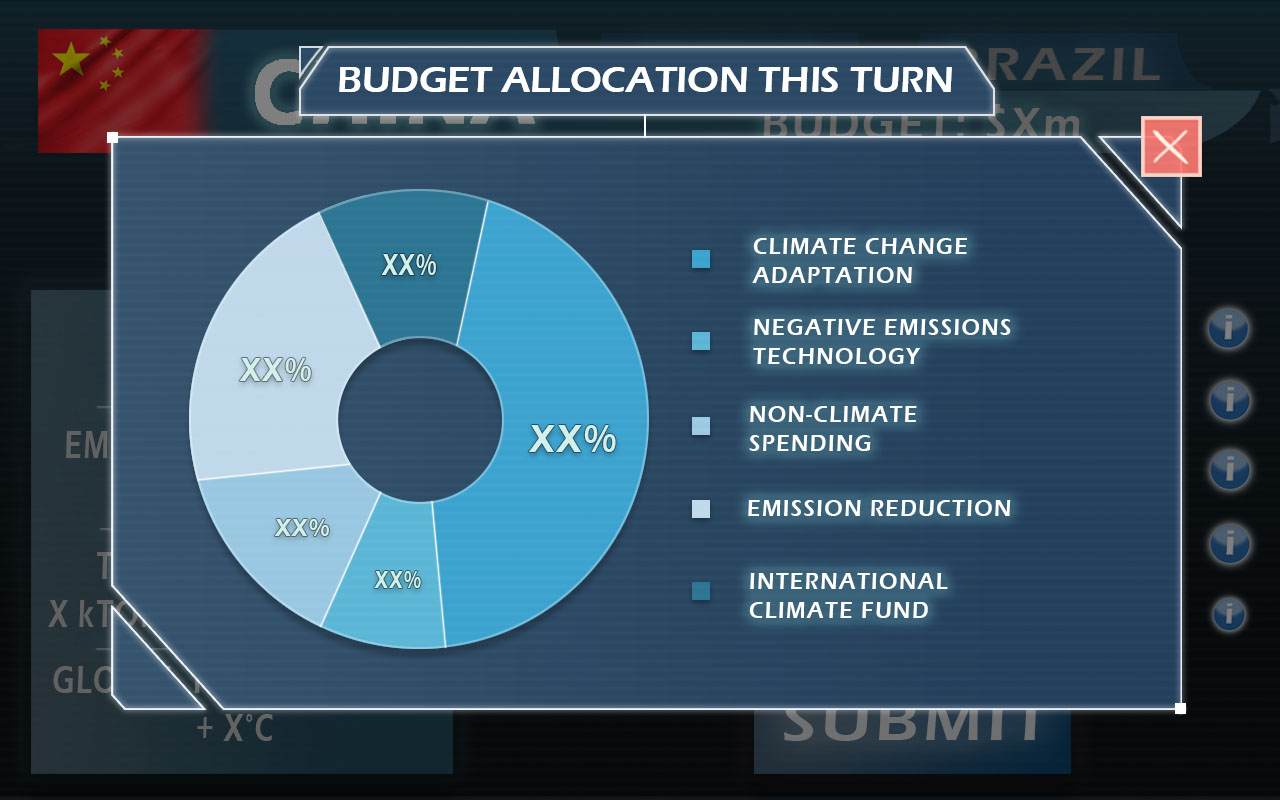 CHINA
BRAZIL
BUDGET: $Xm
BUDGET ALLOCATION THIS TURN
XX%
XX%
XX%
XX%
XX%
CLIMATE CHANGE
ADAPTATION
NEGATIVE EMISSIONS
TECHNOLOGY
NON-CLIMATE
SPENDING
EMISSION REDUCTION
INTERNATIONAL
CLIMATE FUND
i
i
i
i
i
EM
X kTO
GLO
+ X°C
SUBMIT